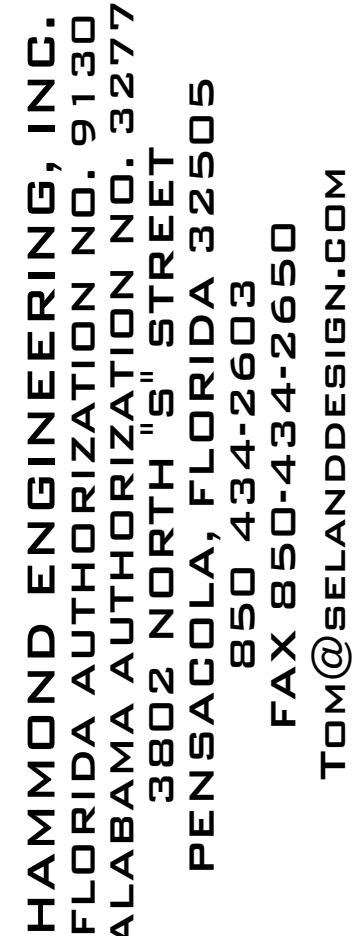 HAMMOND ENGINEERING, INC.
FLORIDA AUTHORIZATION NO. 9130
ALABAMA AUTHORIZATION NO. 3277
3802 NORTH "S" STREET
PENSACOLA, FLORIDA 32505
850 434-2603
FAX 850-434-2650
TOM@SELANDDESIGN.COM